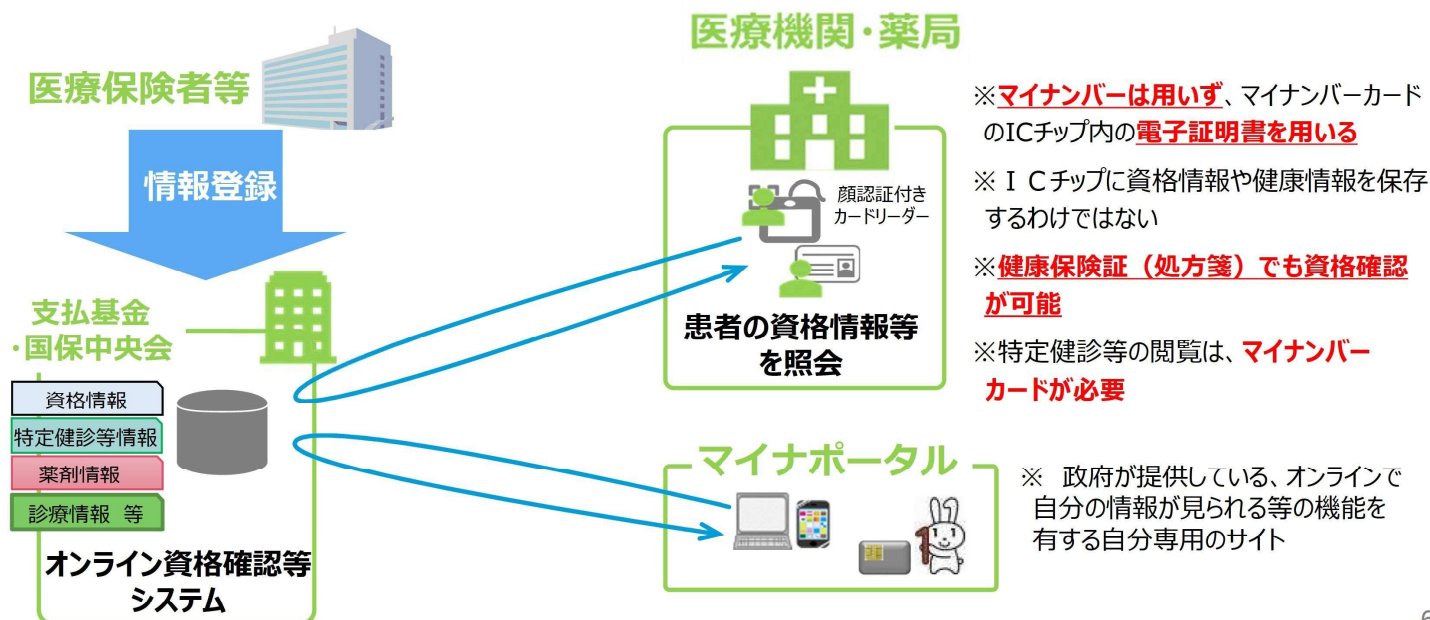 医療保険者等
情報登録
支払基金
・国保中央会
資格情報
特定健診等情報
薬剤情報
診療情報 等
オンライン資格確認等
システム
医療機関・薬局
顔認証付き
カードリーダー
患者の資格情報等
を照会
※マイナンバーは用いず、マイナンバーカード
のICチップ内の電子証明書を用いる
※ＩＣチップに資格情報や健康情報を保存
するわけではない
※健康保険証（処方箋）でも資格確認
が可能
※特定健診等の閲覧は、マイナンバー
カードが必要
マイナポータル
※ 政府が提供している、オンラインで
自分の情報が見られる等の機能を
有する自分専用のサイト
6